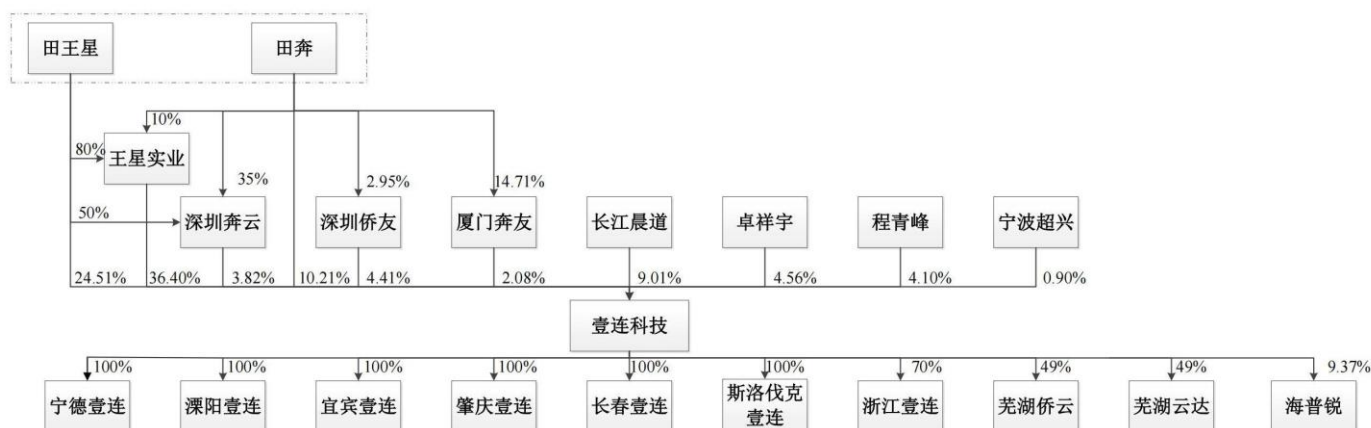 田王星
田奔
10%
80%
王星实业
35%
2.95%
14.71%
50%
深圳奔云
深圳侨友
厦门奔友
长江晨道
卓祥宇
程青峰
宁波超兴
24.51%
36.40%
3.82%
10.21%
4.41%
2.08%
9.01%
4.56%
4.10%
0.90%
壹连科技
100%
100%
100%
100%
100%
100%
70%
49%
49%
9.37%
宁德壹连
溧阳壹连
宜宾壹连
肇庆壹连
长春壹连
斯洛伐克
壹连
浙江壹连
芜湖侨云
芜湖云达
海普锐